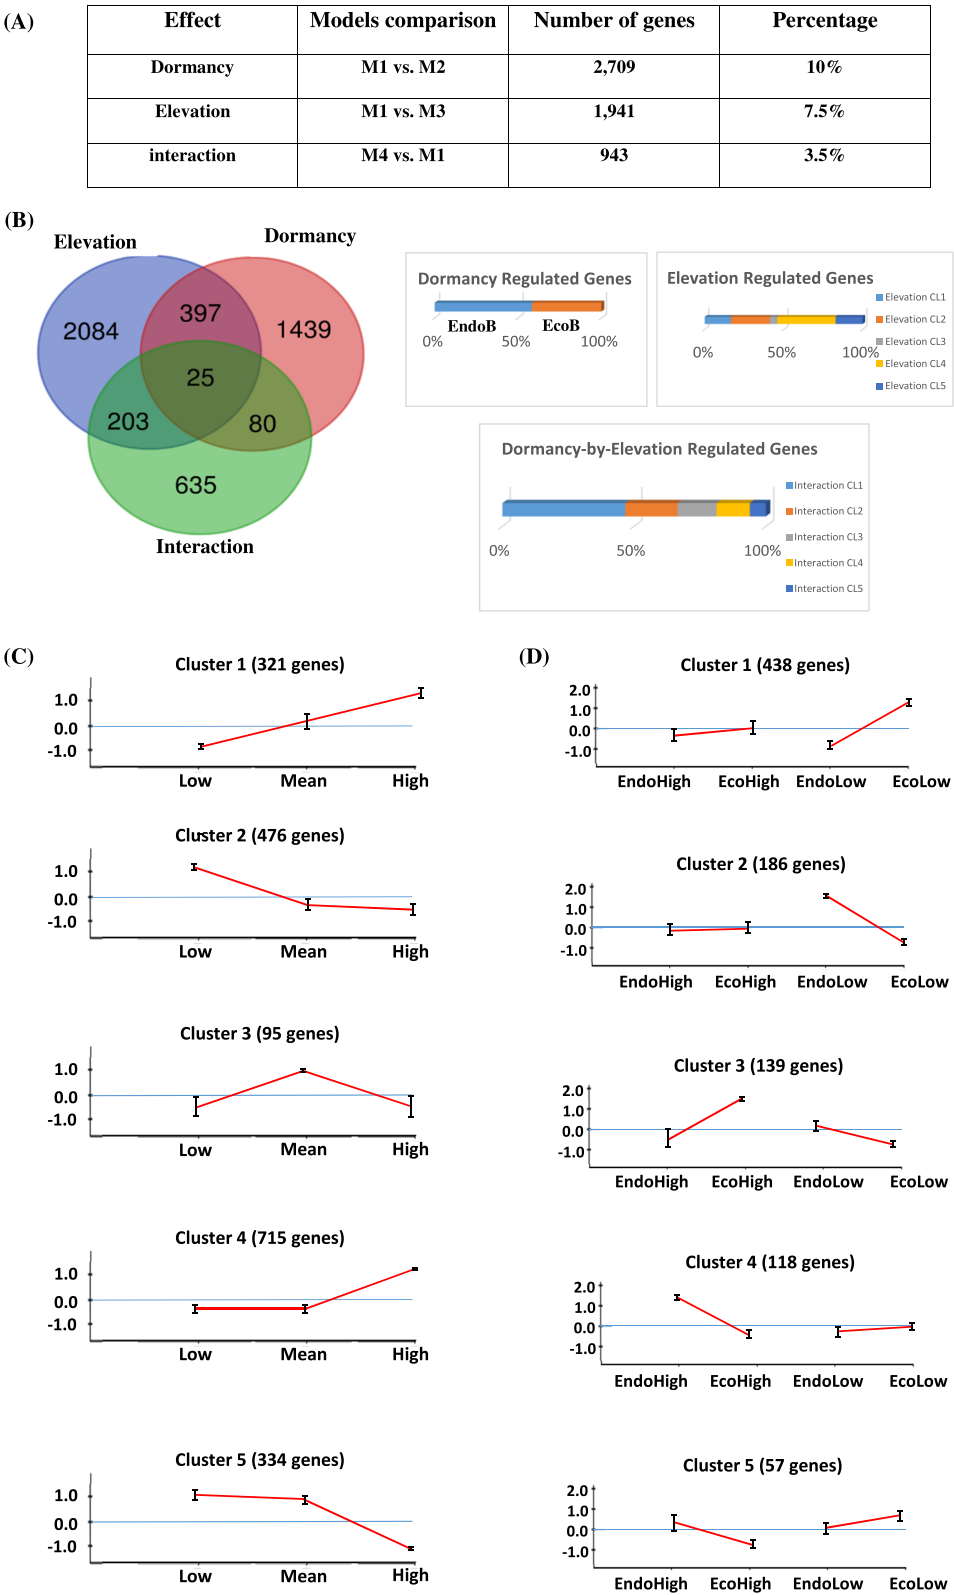 (A)
Effect Models comparison Number of genes Percentage
Dormancy M1 vs. M2 2,709 10%
Elevation M1 vs. M3 1,941 7.5%
interaction M4 vs. M1 943 3.5%
(B)
Elevation Dormancy
2084 397 1439
25
203 80
635
Interaction
Dormancy Regulated Genes
EndoB EcoB
0% 50% 100%
Elevation Regulated Genes
0% 50% 100%
Elevation CL1
Elevation CL2
Elevation CL3
Elevation CL4
Elevation CL5
Dormancy-by-Elevation Regulated Genes
0% 50% 100%
Interaction CL1
Interaction CL2
Interaction CL3
Interaction CL4
Interaction CL5
(C)
Cluster 1 (321 genes)
1.0
0.0
-1.0
Low Mean High
Cluster 2 (476 genes)
1.0
0.0
-1.0
Low Mean High
Cluster 3 (95 genes)
1.0
0.0
-1.0
Low Mean High
Cluster 4 (715 genes)
1.0
0.0
-1.0
Low Mean High
Cluster 5 (334 genes)
1.0
0.0
-1.0
Low Mean High
(D)
Cluster 1 (438 genes)
2.0
1.0
0.0
-1.0
EndoHigh EcoHigh EndoLow EcoLow
Cluster 2 (186 genes)
2.0
1.0
0.0
-1.0
EndoHigh EcoHigh EndoLow EcoLow
Cluster 3 (139 genes)
2.0
1.0
0.0
-1.0
EndoHigh EcoHigh EndoLow EcoLow
Cluster 4 (118 genes)
2.0
1.0
0.0
-1.0
EndoHigh EcoHigh EndoLow EcoLow
Cluster 5 (57 genes)
2.0
1.0
0.0
-1.0
EndoHigh EcoHigh EndoLow EcoLow